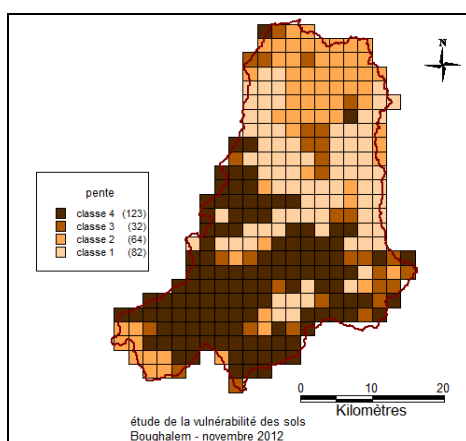 N
pente
classe 4 (123)
classe 3 (32)
classe 2 (64)
classe 1 (82)
0 10 20
Kilomètres
étude de la vulnérabilité des sols
Boughalem - novembre 2012